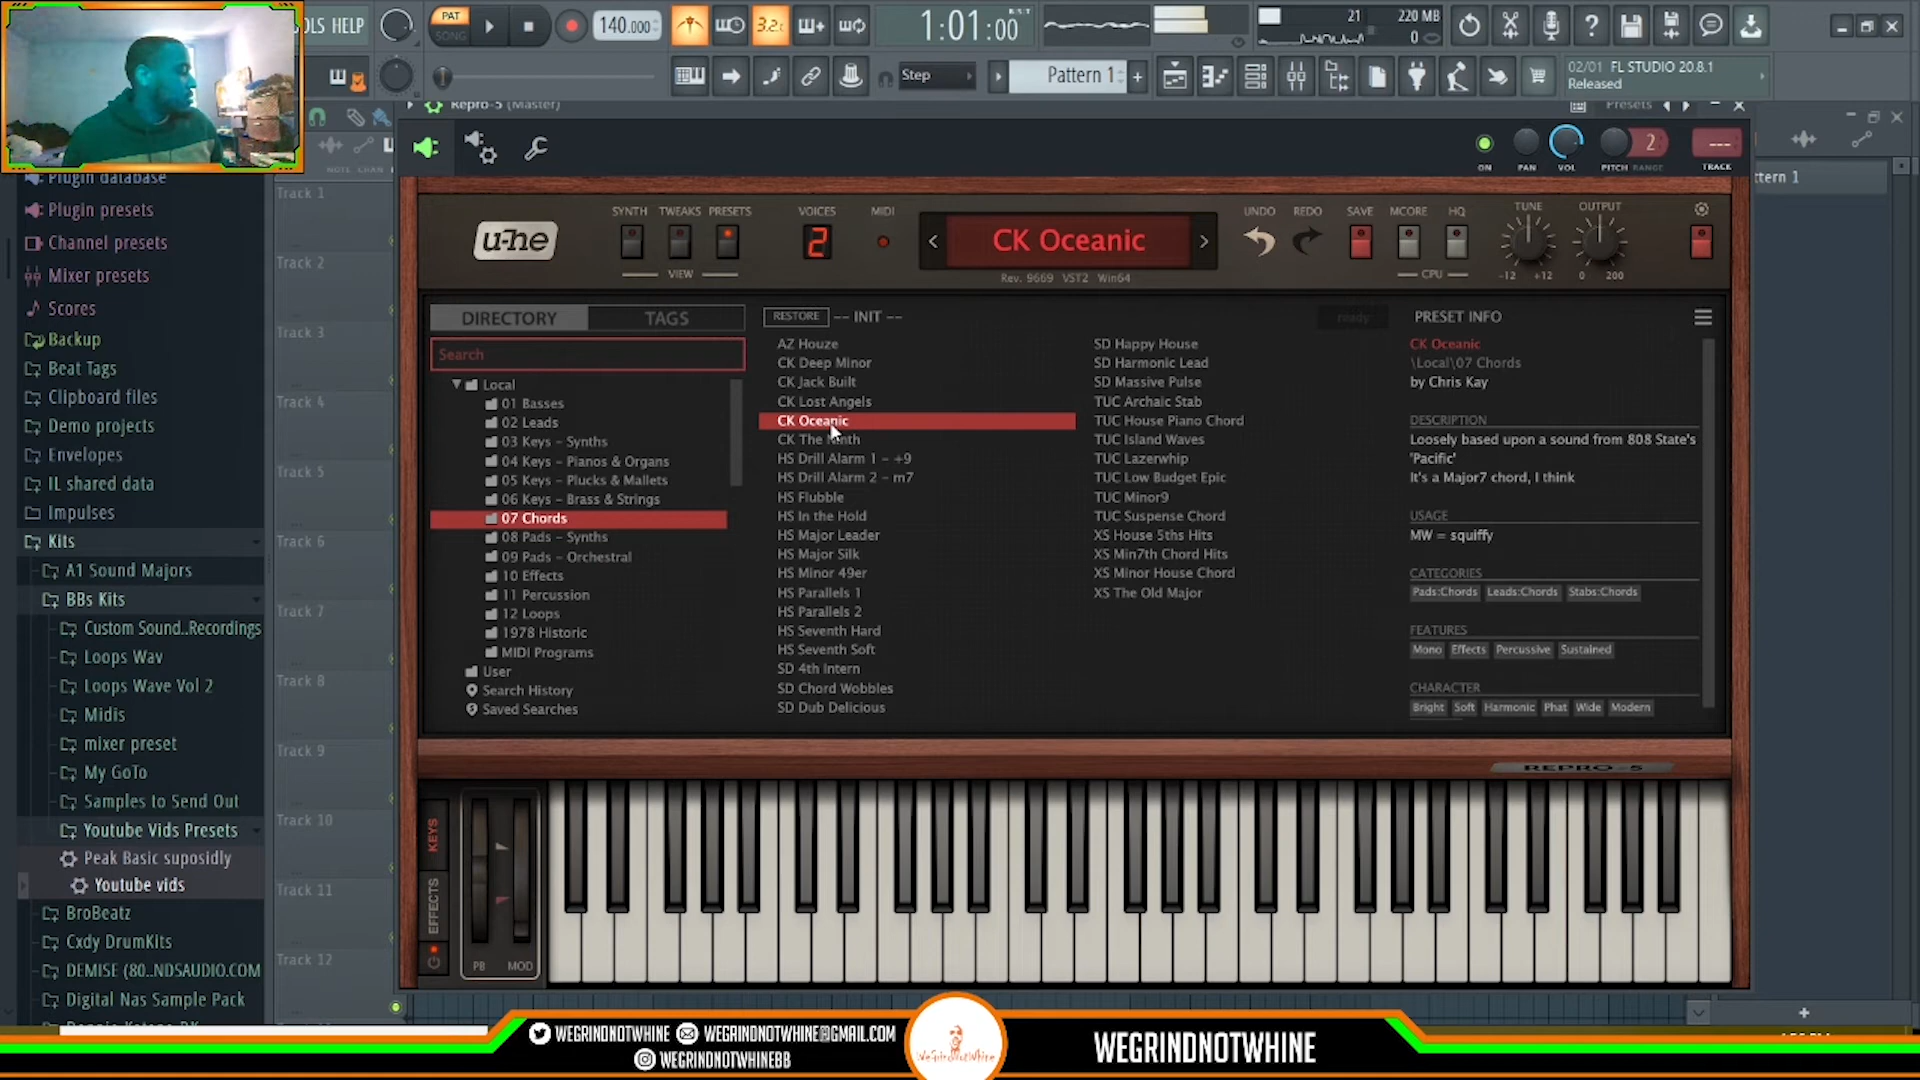 OOLS HELP
PAT
SONG
140.000
3.2.c
1:01:00
B:S:T
21
220 MB
0
Step
Pattern 1
02/01 FL STUDIO 20.8.1
Released
Repro-5 (Master)
Presets
ON PAN VOL PITCH RANGE TRACK
2
---
NOTE CHAN
ttern 1
Plugin database
Plugin presets
Channel presets
Mixer presets
Scores
Backup
Beat Tags
Clipboard files
Demo projects
Envelopes
IL shared data
Impulses
Kits
A1 Sound Majors
BBs Kits
Custom Sound..Recordings
Loops Wav
Loops Wave Vol 2
Midis
mixer preset
My GoTo
Samples to Send Out
Youtube Vids Presets
Peak Basic suposidly
Youtube vids
BroBeatz
Cxdy DrumKits
DEMISE (80..NDSAUDIO.COM
Digital Nas Sample Pack
Track 1
Track 2
Track 3
Track 4
Track 5
Track 6
Track 7
Track 8
Track 9
Track 10
Track 11
Track 12
u-he
SYNTH TWEAKS PRESETS
VIEW
VOICES
2
MIDI
CK Oceanic
Rev. 9669 VST2 Win64
UNDO REDO SAVE MCORE HQ
CPU
TUNE
-12 +12
OUTPUT
0 200
DIRECTORY TAGS
Search
Local
01 Basses
02 Leads
03 Keys - Synths
04 Keys - Pianos & Organs
05 Keys - Plucks & Mallets
06 Keys - Brass & Strings
07 Chords
08 Pads - Synths
09 Pads - Orchestral
10 Effects
11 Percussion
12 Loops
1978 Historic
MIDI Programs
User
Search History
Saved Searches
RESTORE -- INIT --
ready
AZ Houze
CK Deep Minor
CK Jack Built
CK Lost Angels
CK Oceanic
CK The Ninth
HS Drill Alarm 1 - +9
HS Drill Alarm 2 - m7
HS Flubble
HS In the Hold
HS Major Leader
HS Major Silk
HS Minor 49er
HS Parallels 1
HS Parallels 2
HS Seventh Hard
HS Seventh Soft
SD 4th Intern
SD Chord Wobbles
SD Dub Delicious
SD Happy House
SD Harmonic Lead
SD Massive Pulse
TUC Archaic Stab
TUC House Piano Chord
TUC Island Waves
TUC Lazerwhip
TUC Low Budget Epic
TUC Minor9
TUC Suspense Chord
XS House 5ths Hits
XS Min7th Chord Hits
XS Minor House Chord
XS The Old Major
PRESET INFO
CK Oceanic
\Local\07 Chords
by Chris Kay
DESCRIPTION
Loosely based upon a sound from 808 State's
'Pacific'
It's a Major7 chord, I think
USAGE
MW = squiffy
CATEGORIES
Pads:Chords Leads:Chords Stabs:Chords
FEATURES
Mono Effects Percussive Sustained
CHARACTER
Bright Soft Harmonic Phat Wide Modern
REPRO-5
KEYS
EFFECTS
PB MOD
WEGRINDNOTWHINE WEGRINDNOTWHINE@GMAIL.COM
WEGRINDNOTWHINEBB
WeGrindNotWhine
WEGRINDNOTWHINE